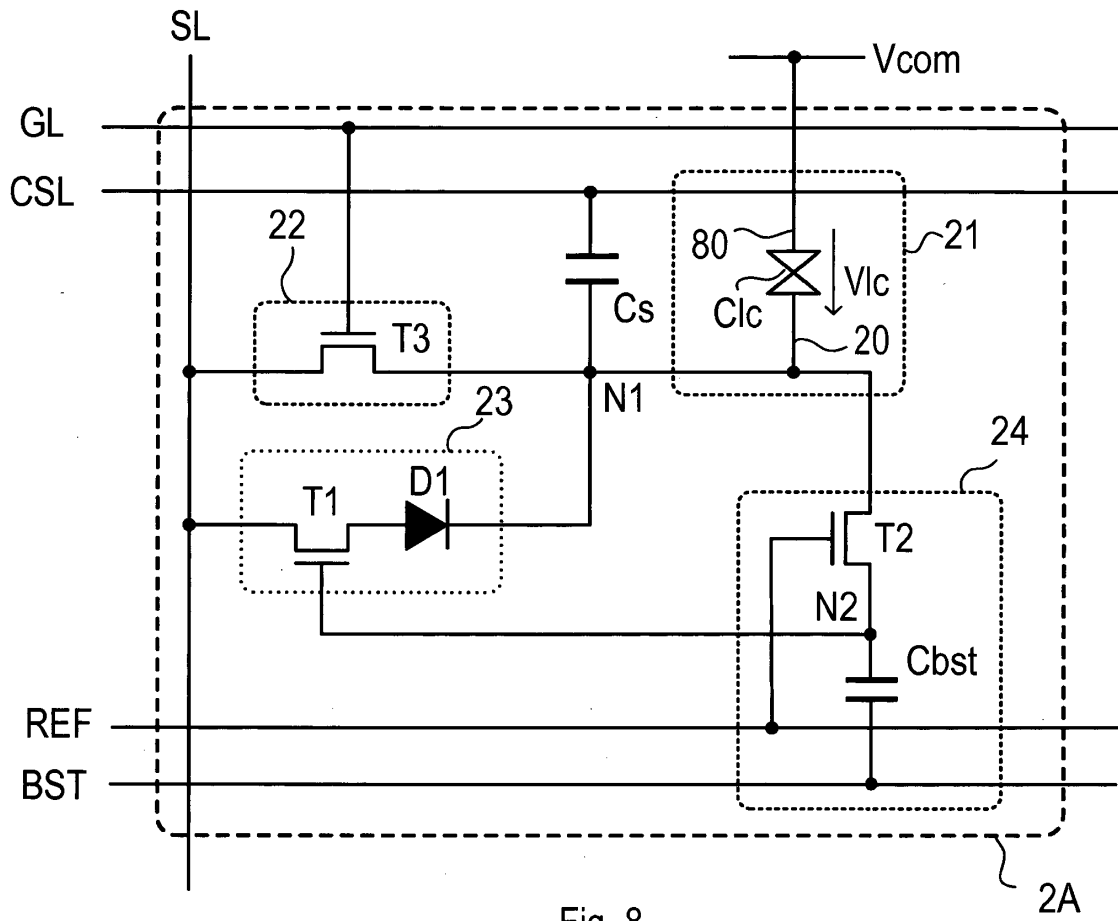 SL
Vcom
GL
CSL
22
80
21
Vlc
Clc
Cs
T3
20
N1
23
24
T1
D1
T2
N2
Cbst
REF
BST
2A
Fig. 8